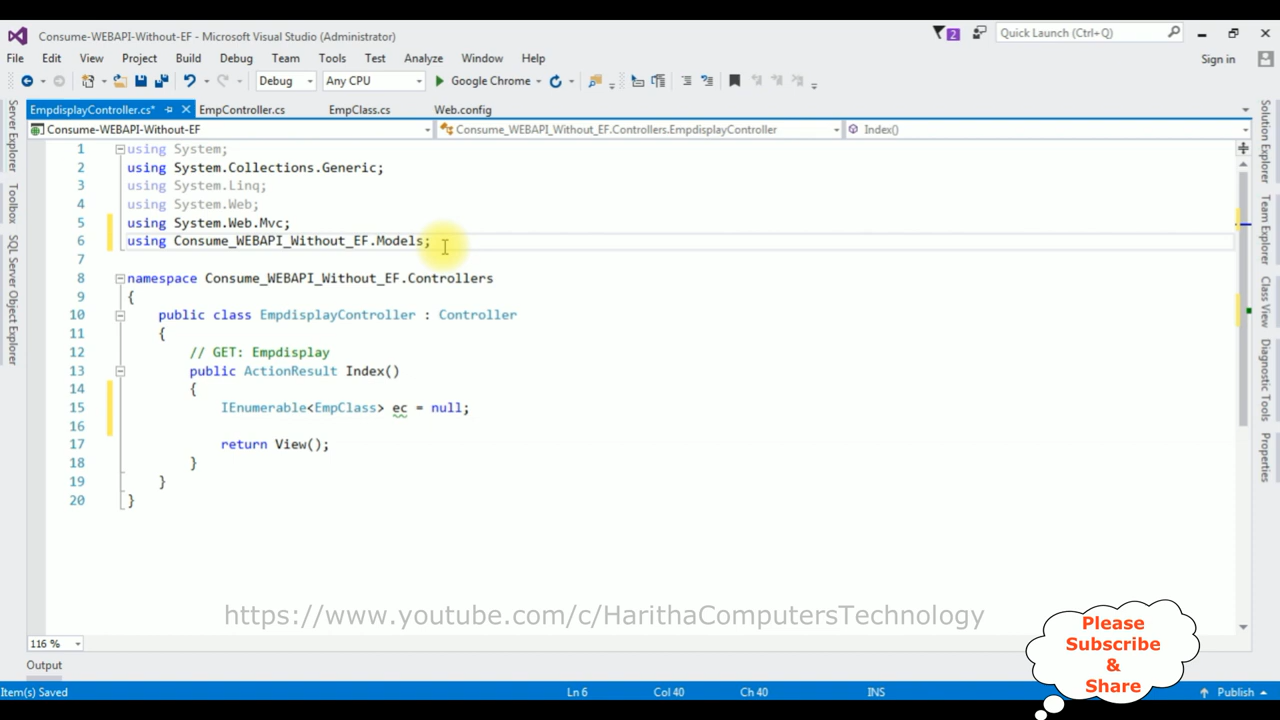 Consume-WEBAPI-Without-EF - Microsoft Visual Studio (Administrator)
2
Quick Launch (Ctrl+Q)
File Edit View Project Build Debug Team Tools Test Analyze Window Help
Sign in
Debug Any CPU Google Chrome
EmpdisplayController.cs* EmpController.cs EmpClass.cs Web.config
Consume-WEBAPI-Without-EF Consume_WEBAPI_Without_EF.Controllers.EmpdisplayController Index()
Server Explorer
Toolbox
SQL Server Object Explorer
1 using System;
2 using System.Collections.Generic;
3 using System.Linq;
4 using System.Web;
5 using System.Web.Mvc;
6 using Consume_WEBAPI_Without_EF.Models;
7
8 namespace Consume_WEBAPI_Without_EF.Controllers
9 {
10 public class EmpdisplayController : Controller
11 {
12 // GET: Empdisplay
13 public ActionResult Index()
14 {
15 IEnumerable<EmpClass> ec = null;
16
17 return View();
18 }
19 }
20 }
Solution Explorer
Team Explorer
Class View
Diagnostic Tools
Properties
https://www.youtube.com/c/HarithaComputersTechnology
Please
Subscribe
&
Share
116 %
Output
Item(s) Saved Ln 6 Col 40 Ch 40 INS Publish